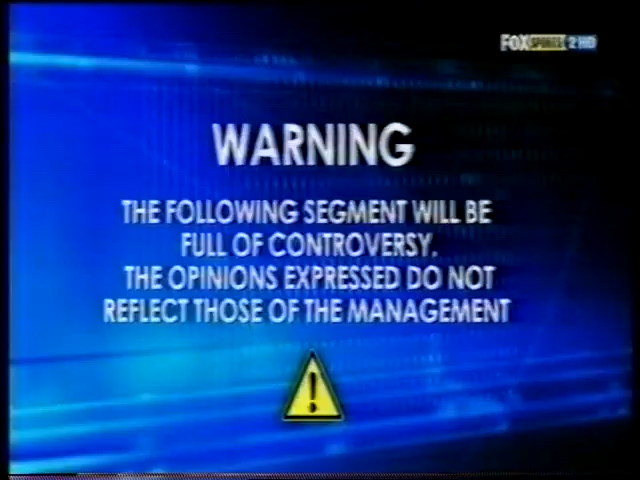 FOX SPORTS 2 HD
WARNING
THE FOLLOWING SEGMENT WILL BE
FULL OF CONTROVERSY.
THE OPINIONS EXPRESSED DO NOT
REFLECT THOSE OF THE MANAGEMENT
!